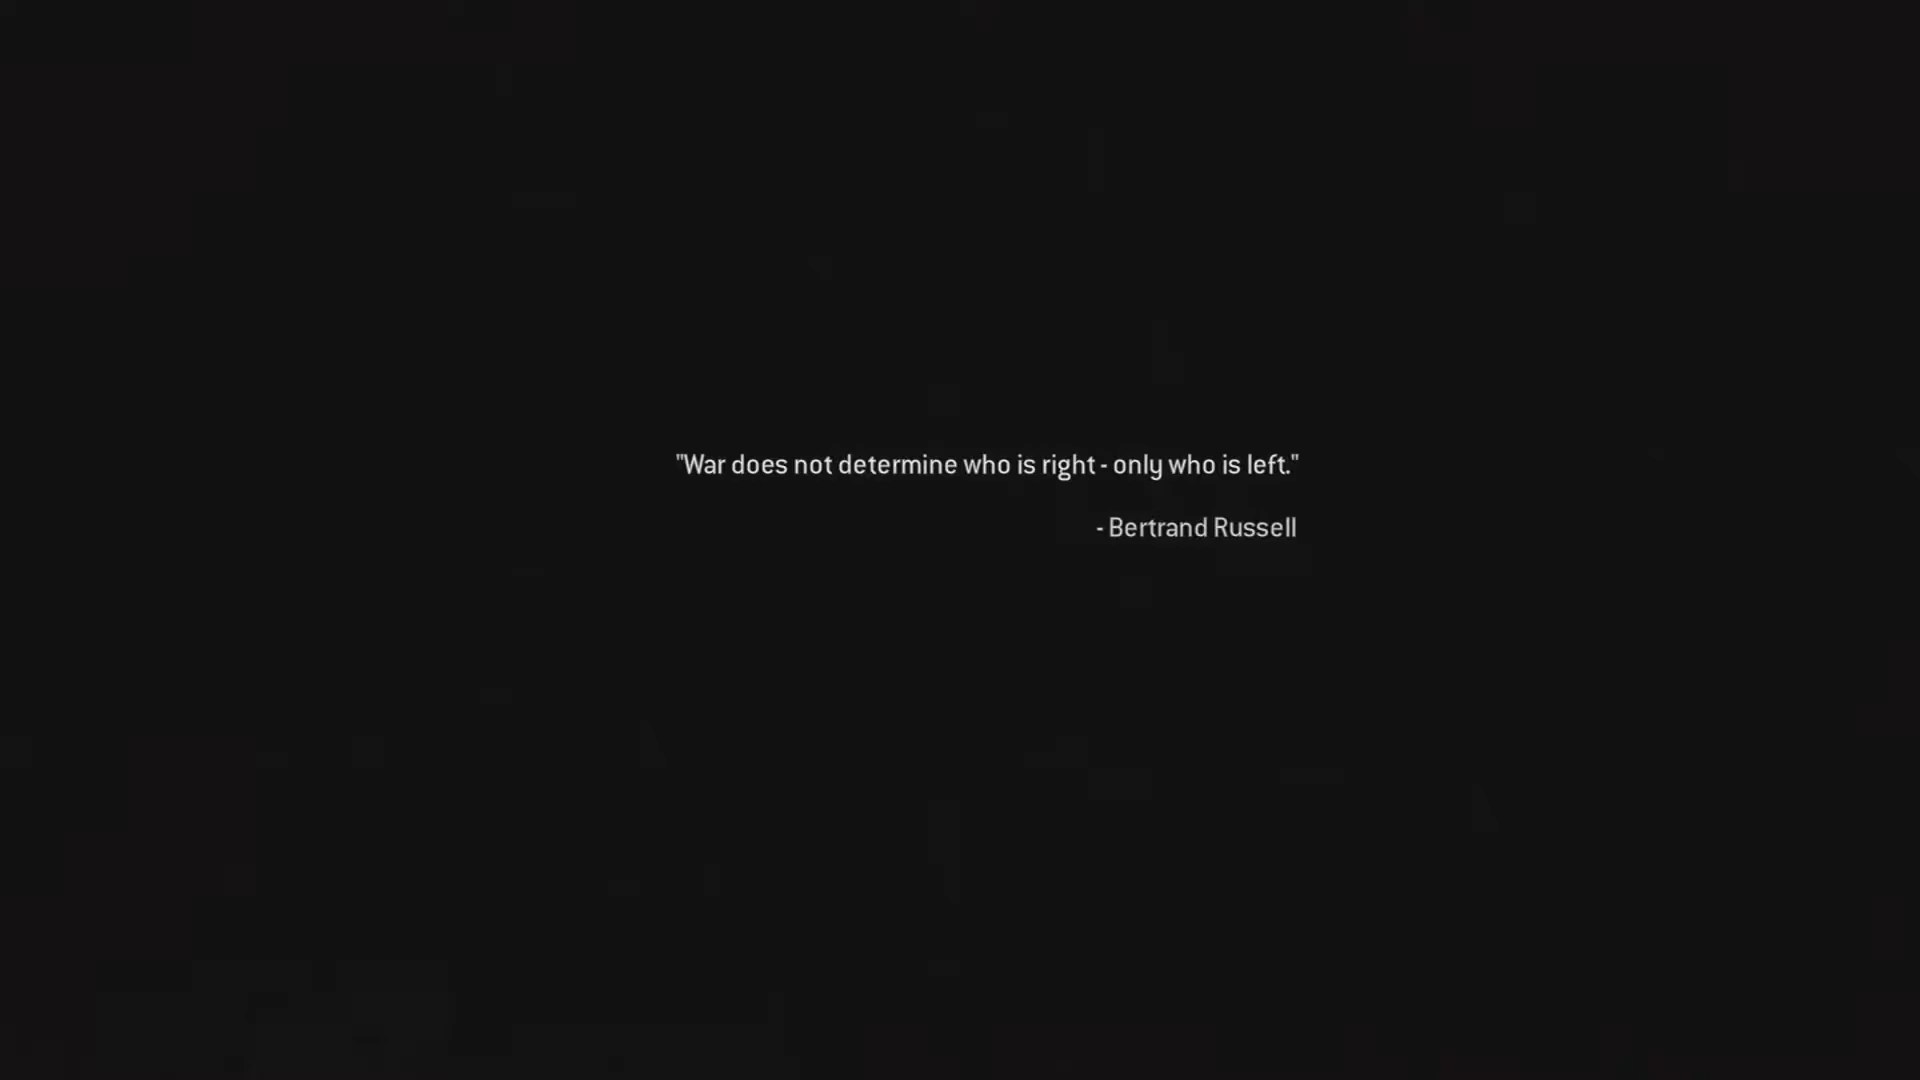 "War does not determine who is right - only who is left."
- Bertrand Russell